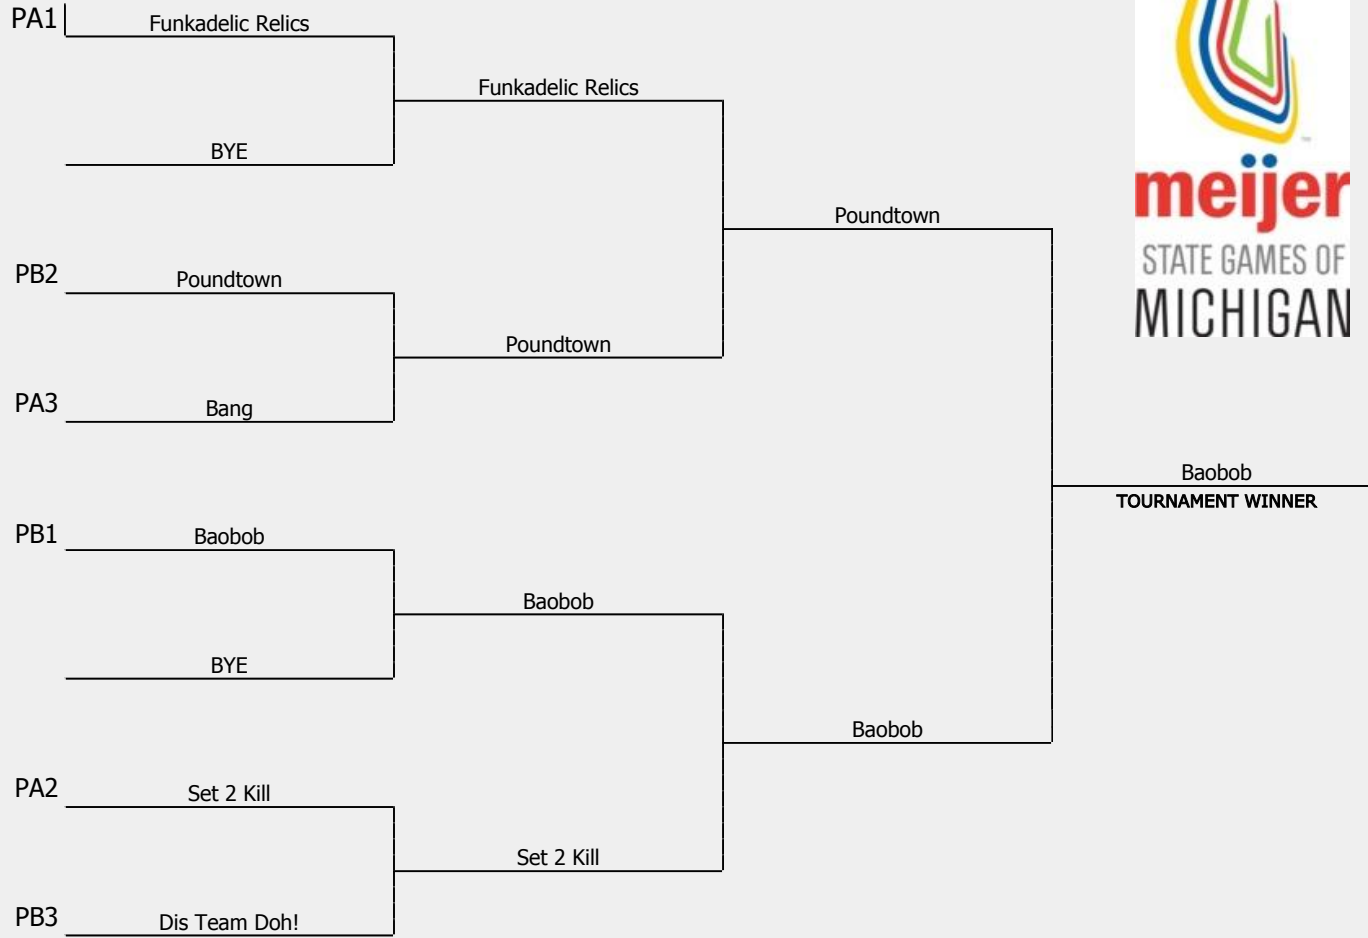 PA1
Funkadelic Relics
Funkadelic Relics
BYE
meijer
STATE GAMES OF
MICHIGAN
Poundtown
PB2
Poundtown
Poundtown
PA3
Bang
Baobob
TOURNAMENT WINNER
PB1
Baobob
Baobob
BYE
Baobob
PA2
Set 2 Kill
Set 2 Kill
PB3
Dis Team Doh!